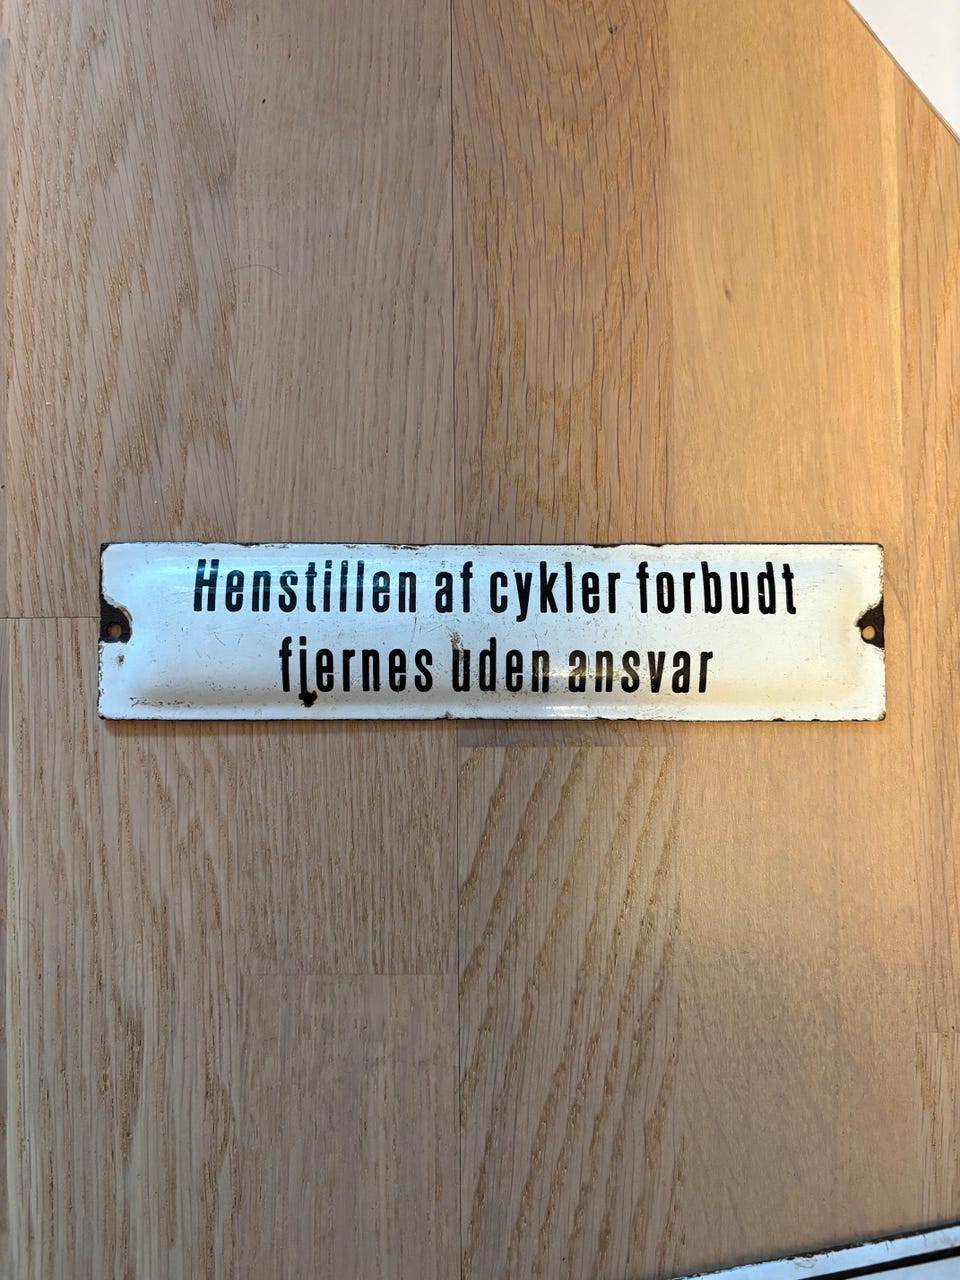 Henstillen af cykler forbudt
fjernes uden ansvar